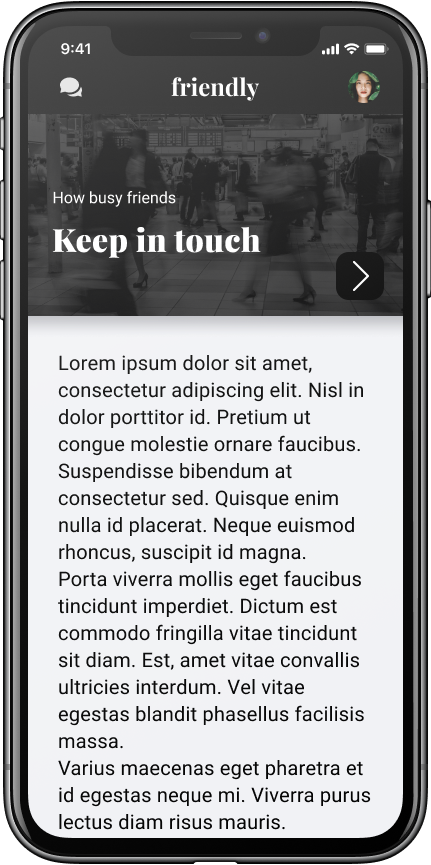 9:41
friendly
How busy friends
Keep in touch
Lorem ipsum dolor sit amet,
consectetur adipiscing elit. Nisl in
dolor porttitor id. Pretium ut
congue molestie ornare faucibus.
Suspendisse bibendum at
consectetur sed. Quisque enim
nulla id placerat. Neque euismod
rhoncus, suscipit id magna.
Porta viverra mollis eget faucibus
tincidunt imperdiet. Dictum est
commodo fringilla vitae tincidunt
sit diam. Est, amet vitae convallis
ultricies interdum. Vel vitae
egestas blandit phasellus facilisis
massa.
Varius maecenas eget pharetra et
id egestas neque mi. Viverra purus
lectus diam risus mauris.